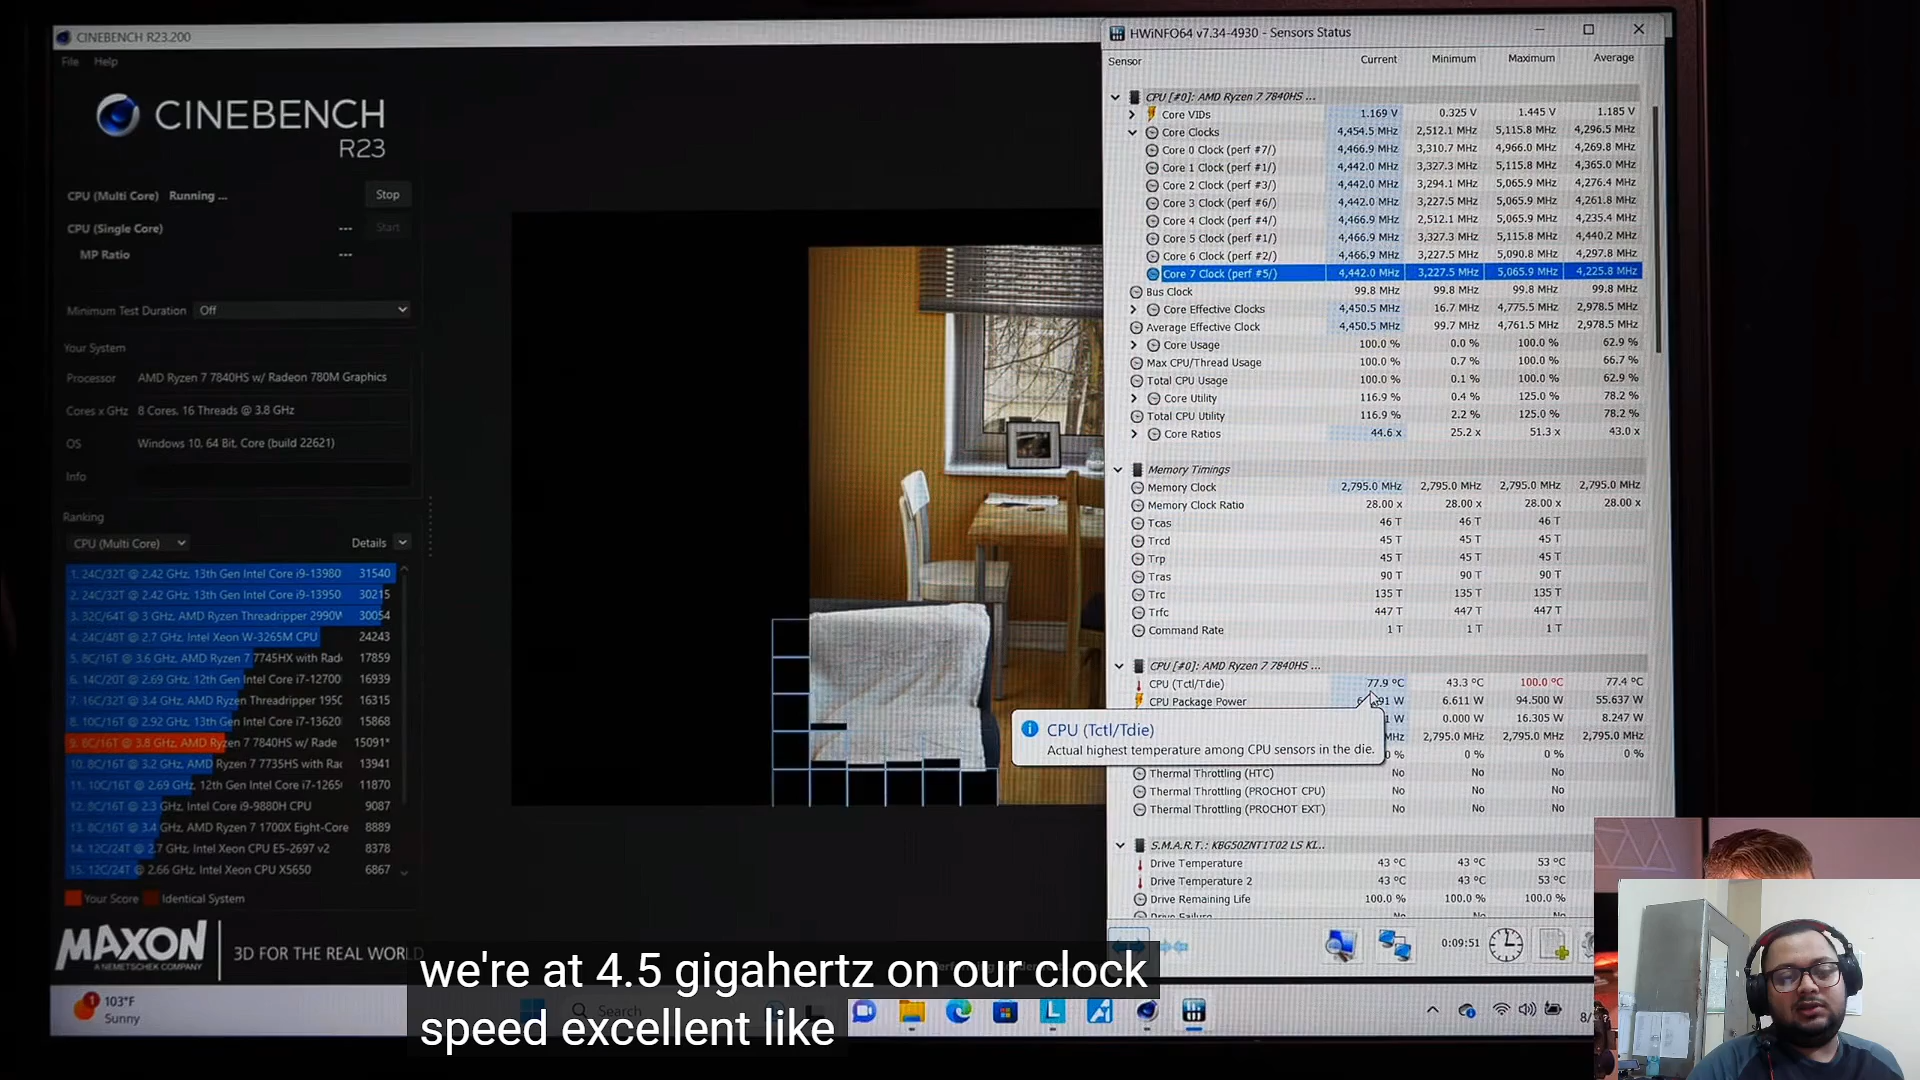 CINEBENCH R23.200
File Help
CINEBENCH
R23
CPU (Multi Core) Running ... Stop
CPU (Single Core) --- Start
MP Ratio ---
Minimum Test Duration Off
Your System
Processor AMD Ryzen 7 7840HS w/ Radeon 780M Graphics
Cores x GHz 8 Cores, 16 Threads @ 3.8 GHz
OS Windows 10, 64 Bit, Core (build 22621)
Info
Ranking
CPU (Multi Core) Details
1. 24C/32T @ 2.42 GHz, 13th Gen Intel Core i9-13980 31540
2. 24C/32T @ 2.42 GHz, 13th Gen Intel Core i9-13950 30215
3. 32C/64T @ 3 GHz, AMD Ryzen Threadripper 2990W 30054
4. 24C/48T @ 2.7 GHz, Intel Xeon W-3265M CPU 24243
5. 8C/16T @ 3.6 GHz, AMD Ryzen 7 7745HX with Rade 17859
6. 14C/20T @ 2.69 GHz, 12th Gen Intel Core i7-12700 16939
7. 16C/32T @ 3.4 GHz, AMD Ryzen Threadripper 195C 16315
8. 10C/16T @ 2.92 GHz, 13th Gen Intel Core i7-13620 15868
9. 8C/16T @ 3.8 GHz, AMD Ryzen 7 7840HS w/ Rade 15091*
10. 8C/16T @ 3.2 GHz, AMD Ryzen 7 7735HS with Rac 13941
11. 10C/16T @ 2.69 GHz, 12th Gen Intel Core i7-1265 11870
12. 8C/16T @ 2.3 GHz, Intel Core i9-9880H CPU 9087
13. 8C/16T @ 3.4 GHz, AMD Ryzen 7 1700X Eight-Core 8889
14. 12C/24T @ 2.7 GHz, Intel Xeon CPU E5-2697 v2 8378
15. 12C/24T @ 2.66 GHz, Intel Xeon CPU X5650 6867
Your Score Identical System
MAXON 3D FOR THE REAL WORLD
A NEMETSCHEK COMPANY
HWiNFO64 v7.34-4930 - Sensors Status
Sensor Current Minimum Maximum Average
CPU [#0]: AMD Ryzen 7 7840HS ...
Core VIDs 1.169 V 0.325 V 1.445 V 1.185 V
Core Clocks 4,454.5 MHz 2,512.1 MHz 5,115.8 MHz 4,296.5 MHz
Core 0 Clock (perf #7/) 4,466.9 MHz 3,310.7 MHz 4,966.0 MHz 4,269.8 MHz
Core 1 Clock (perf #1/) 4,442.0 MHz 3,327.3 MHz 5,115.8 MHz 4,365.0 MHz
Core 2 Clock (perf #3/) 4,442.0 MHz 3,294.1 MHz 5,065.9 MHz 4,276.4 MHz
Core 3 Clock (perf #6/) 4,442.0 MHz 3,227.5 MHz 5,065.9 MHz 4,261.8 MHz
Core 4 Clock (perf #4/) 4,466.9 MHz 2,512.1 MHz 5,065.9 MHz 4,235.4 MHz
Core 5 Clock (perf #1/) 4,466.9 MHz 3,327.3 MHz 5,115.8 MHz 4,440.2 MHz
Core 6 Clock (perf #2/) 4,466.9 MHz 3,227.5 MHz 5,090.8 MHz 4,297.8 MHz
Core 7 Clock (perf #5/) 4,442.0 MHz 3,227.5 MHz 5,065.9 MHz 4,225.8 MHz
Bus Clock 99.8 MHz 99.8 MHz 99.8 MHz 99.8 MHz
Core Effective Clocks 4,450.5 MHz 16.7 MHz 4,775.5 MHz 2,978.5 MHz
Average Effective Clock 4,450.5 MHz 99.7 MHz 4,761.5 MHz 2,978.5 MHz
Core Usage 100.0 % 0.0 % 100.0 % 62.9 %
Max CPU/Thread Usage 100.0 % 0.7 % 100.0 % 66.7 %
Total CPU Usage 100.0 % 0.1 % 100.0 % 62.9 %
Core Utility 116.9 % 0.4 % 125.0 % 78.2 %
Total CPU Utility 116.9 % 2.2 % 125.0 % 78.2 %
Core Ratios 44.6 x 25.2 x 51.3 x 43.0 x
Memory Timings
Memory Clock 2,795.0 MHz 2,795.0 MHz 2,795.0 MHz 2,795.0 MHz
Memory Clock Ratio 28.00 x 28.00 x 28.00 x 28.00 x
Tcas 46 T 46 T 46 T
Trcd 45 T 45 T 45 T
Trp 45 T 45 T 45 T
Tras 90 T 90 T 90 T
Trc 135 T 135 T 135 T
Trfc 447 T 447 T 447 T
Command Rate 1 T 1 T 1 T
CPU [#0]: AMD Ryzen 7 7840HS ...
CPU (Tctl/Tdie) 77.9 °C 43.3 °C 100.0 °C 77.4 °C
CPU Package Power 91 W 6.611 W 94.500 W 55.637 W
1 W 0.000 W 16.305 W 8.247 W
MHz 2,795.0 MHz 2,795.0 MHz 2,795.0 MHz
0 % 0 % 0 % 0 %
CPU (Tctl/Tdie)
Actual highest temperature among CPU sensors in the die.
Thermal Throttling (HTC) No No No
Thermal Throttling (PROCHOT CPU) No No No
Thermal Throttling (PROCHOT EXT) No No No
S.M.A.R.T.: KBG50ZNT1T02 LS KI...
Drive Temperature 43 °C 43 °C 53 °C
Drive Temperature 2 43 °C 43 °C 53 °C
Drive Remaining Life 100.0 % 100.0 % 100.0 %
Drive Failure No No No
0:09:51
we're at 4.5 gigahertz on our clock
speed excellent like
103°F
Sunny
Search
8/